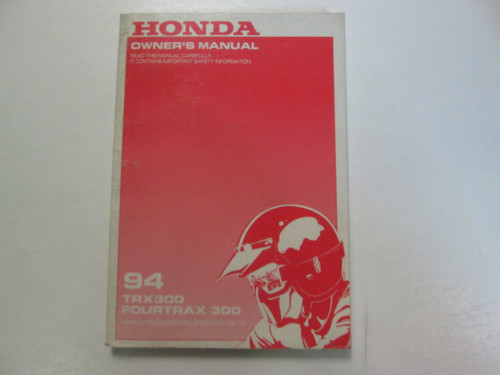 HONDA
OWNER'S MANUAL
READ THIS MANUAL CAREFULLY.
IT CONTAINS IMPORTANT SAFETY INFORMATION.
94
TRX300
FOURTRAX 300